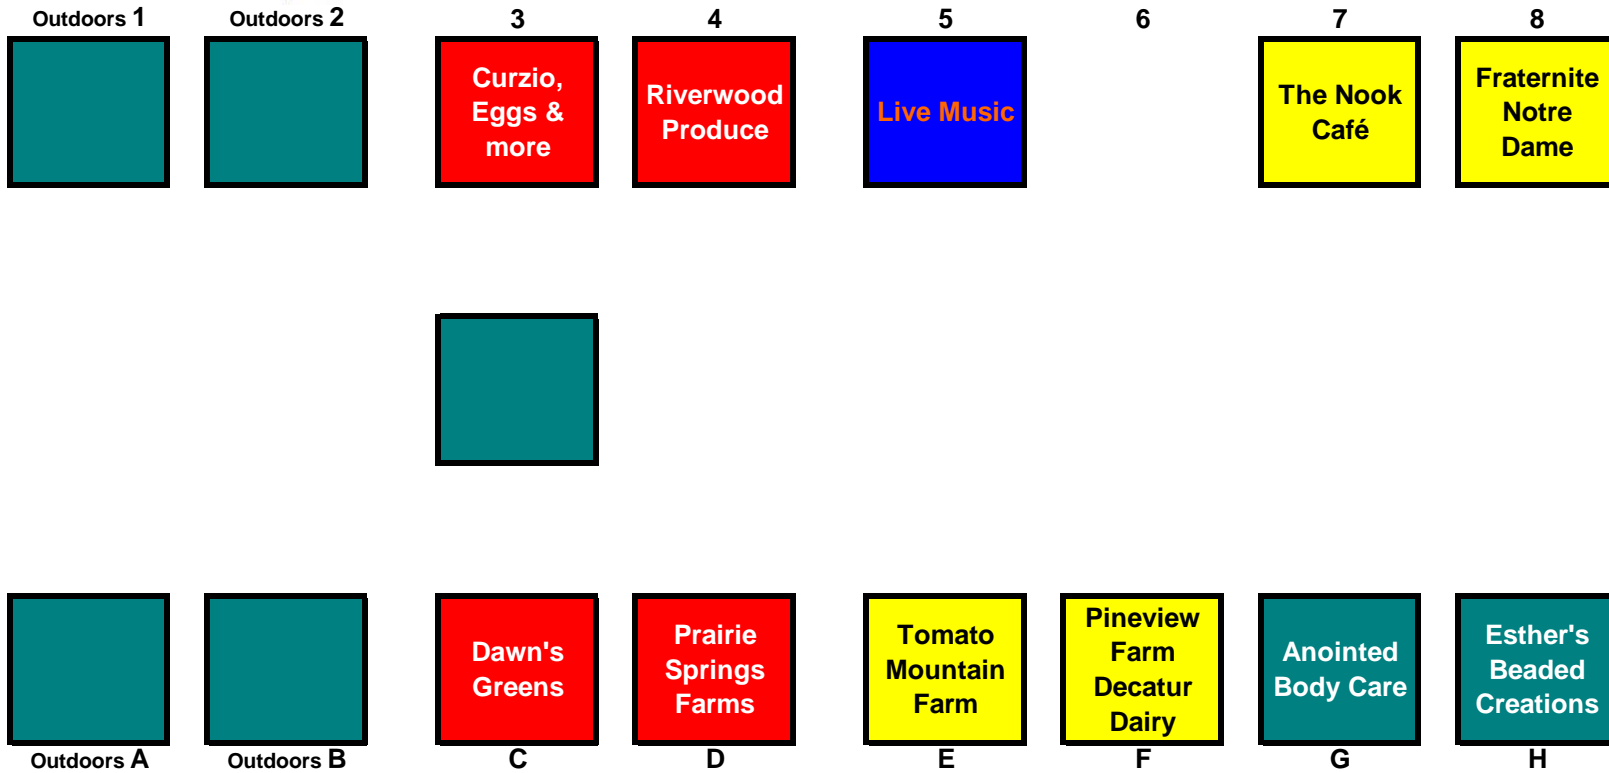 Outdoors 1 Outdoors 2 3 4 5 6 7 8
Curzio,
Eggs &
more
Riverwood
Produce
Live Music
The Nook
Café
Fraternite
Notre
Dame
Dawn's
Greens
Prairie
Springs
Farms
Tomato
Mountain
Farm
Pineview
Farm
Decatur
Dairy
Anointed
Body Care
Esther's
Beaded
Creations
Outdoors A Outdoors B C D E F G H